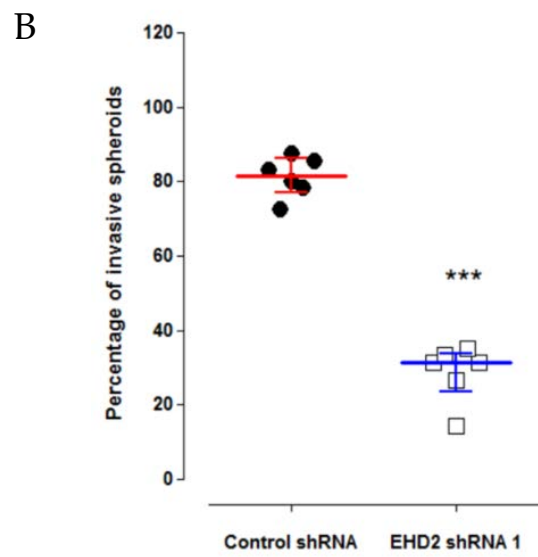 B
Percentage of invasive spheroids
120
100
80
60
40
20
0
***
Control shRNA
EHD2 shRNA 1